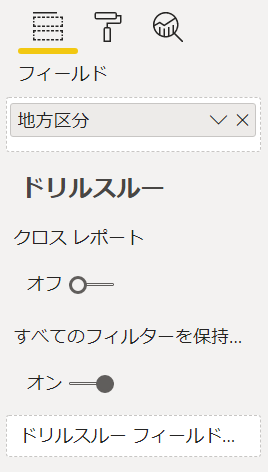 フィールド
地方区分
ドリルスルー
クロス レポート
オフ
すべてのフィルターを保持...
オン
ドリルスルー フィールド...